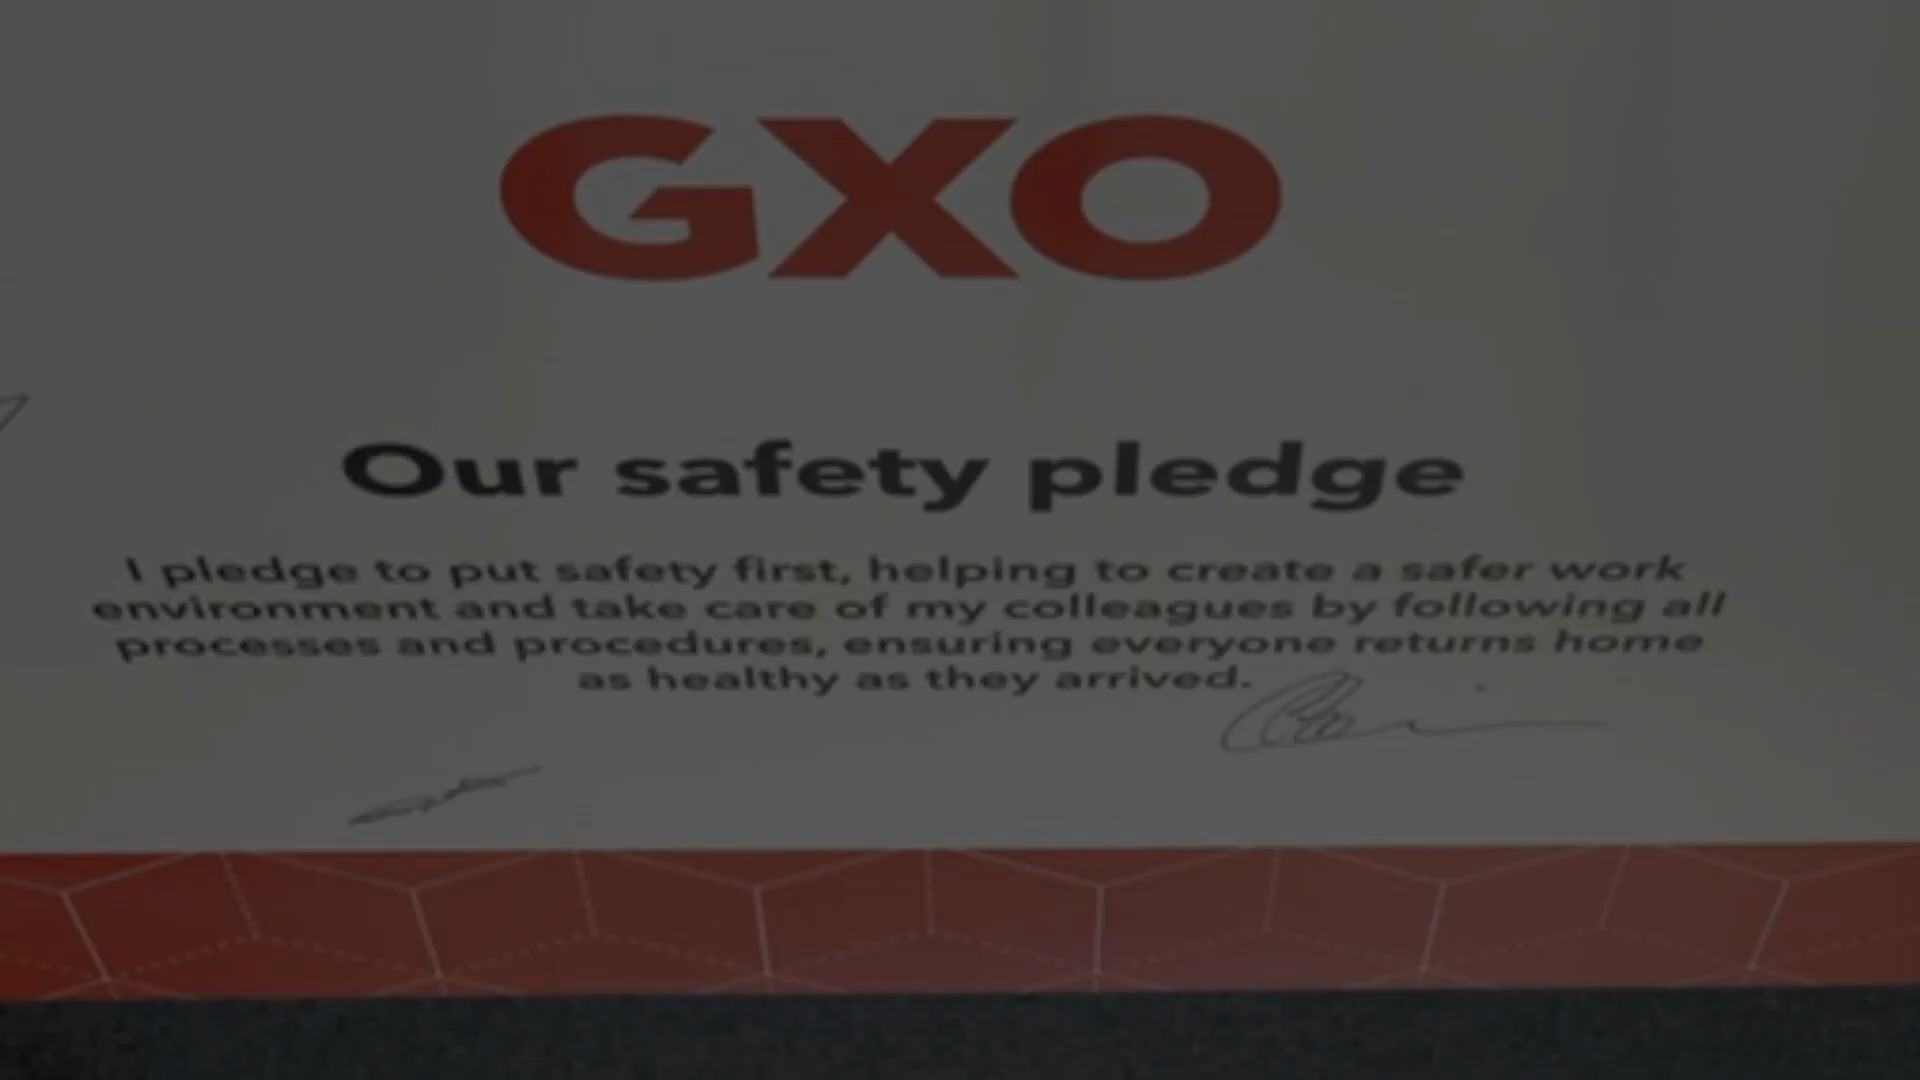 GXO
Our safety pledge
I pledge to put safety first, helping to create a safer work
environment and take care of my colleagues by following all
processes and procedures, ensuring everyone returns home
as healthy as they arrived.